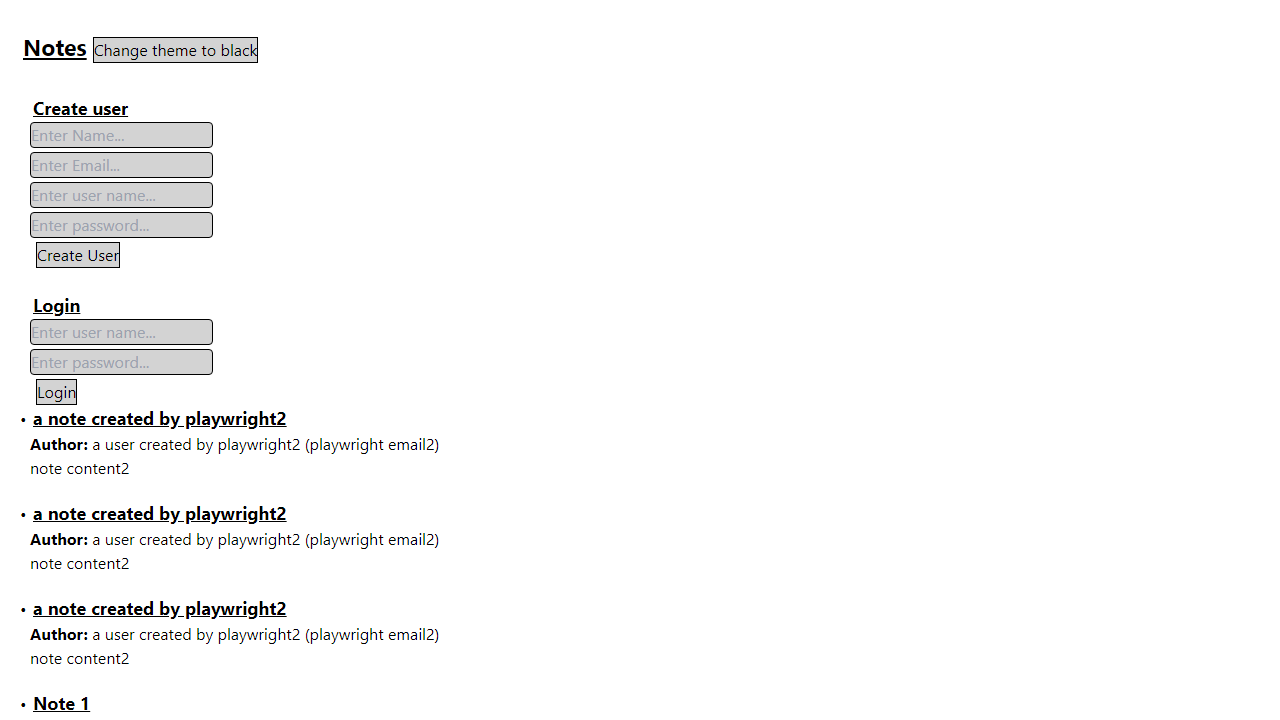 Notes Change theme to black
Create user
Enter Name...
Enter Email...
Enter user name...
Enter password...
Create User
Login
Enter user name...
Enter password...
Login
• a note created by playwright2
Author: a user created by playwright2 (playwright email2)
note content2
• a note created by playwright2
Author: a user created by playwright2 (playwright email2)
note content2
• a note created by playwright2
Author: a user created by playwright2 (playwright email2)
note content2
• Note 1